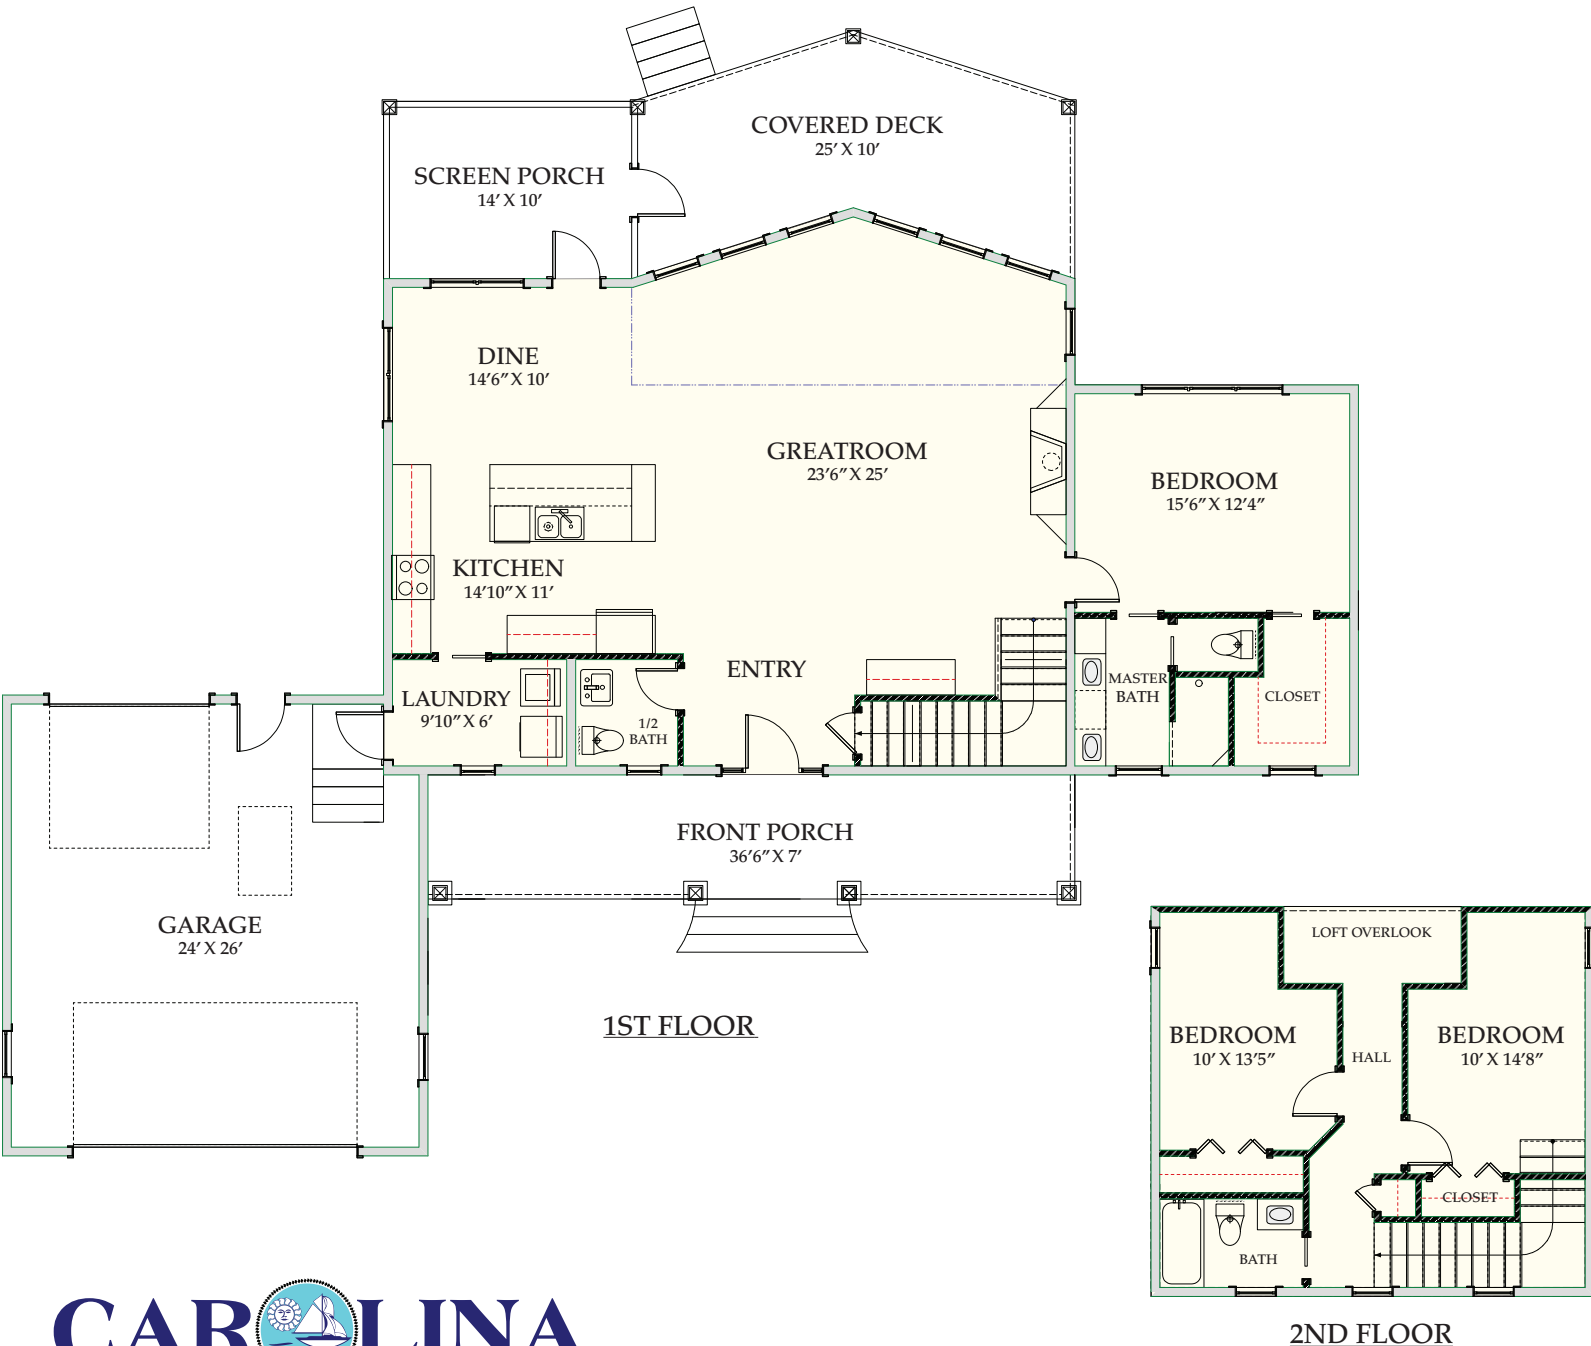 COVERED DECK
25' X 10'
SCREEN PORCH
14' X 10'
DINE
14'6" X 10'
GREATROOM
23'6" X 25'
BEDROOM
15'6" X 12'4"
KITCHEN
14'10" X 11'
ENTRY
LAUNDRY
9'10" X 6'
1/2
BATH
MASTER
BATH
CLOSET
FRONT PORCH
36'6" X 7'
GARAGE
24' X 26'
1ST FLOOR
LOFT OVERLOOK
BEDROOM
10' X 13'5"
HALL
BEDROOM
10' X 14'8"
CLOSET
BATH
2ND FLOOR
CAROLINA